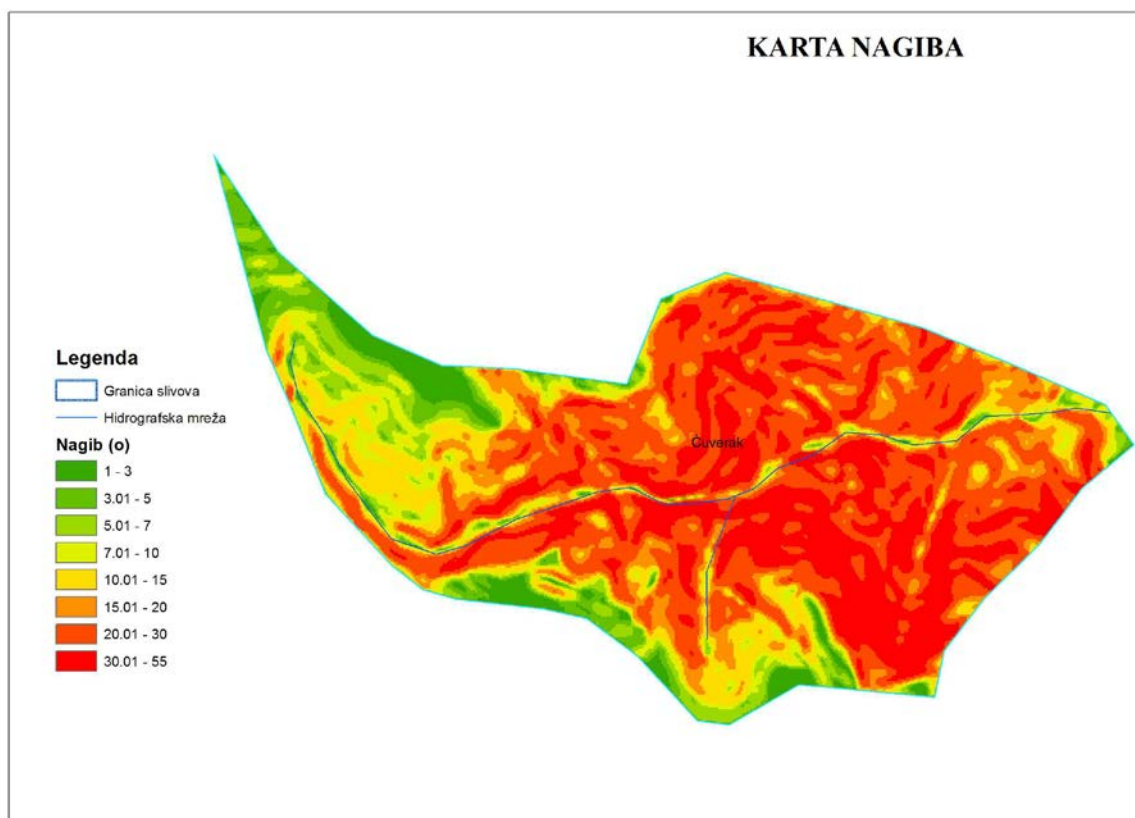 KARTA NAGIBA
Čuverak
Legenda
Granica slivova
Hidrografska mreža
Nagib (o)
1 - 3
3.01 - 5
5.01 - 7
7.01 - 10
10.01 - 15
15.01 - 20
20.01 - 30
30.01 - 55